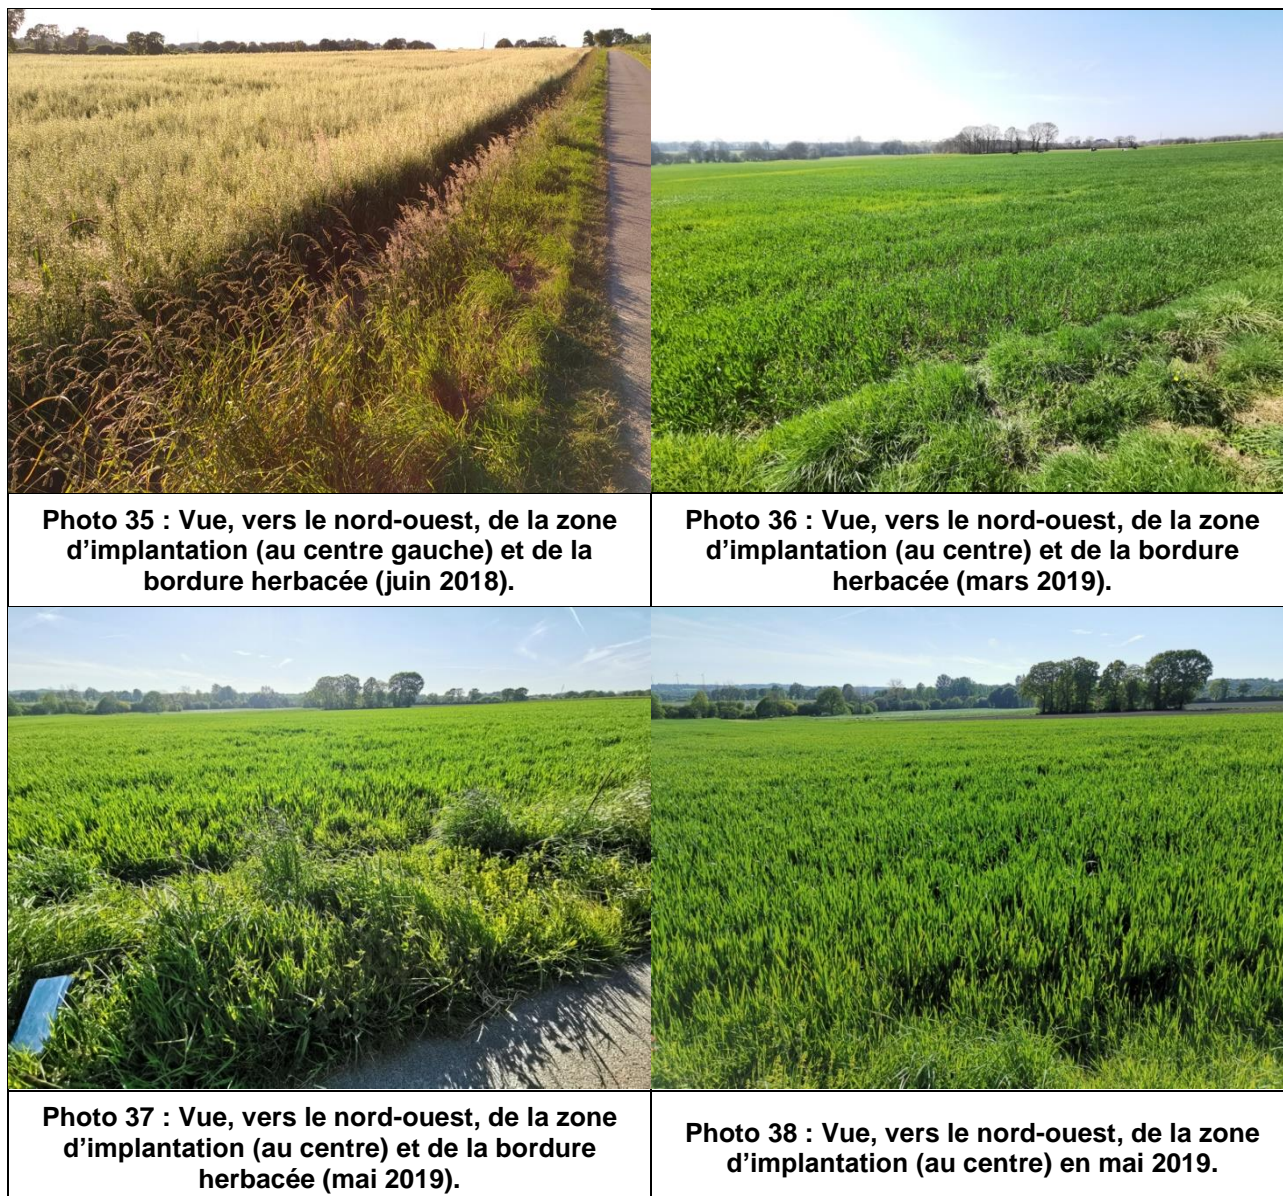 Photo 35 : Vue, vers le nord-ouest, de la zone
d’implantation (au centre gauche) et de la
bordure herbacée (juin 2018).
Photo 36 : Vue, vers le nord-ouest, de la zone
d’implantation (au centre) et de la bordure
herbacée (mars 2019).
Photo 37 : Vue, vers le nord-ouest, de la zone
d’implantation (au centre) et de la bordure
herbacée (mai 2019).
Photo 38 : Vue, vers le nord-ouest, de la zone
d’implantation (au centre) en mai 2019.